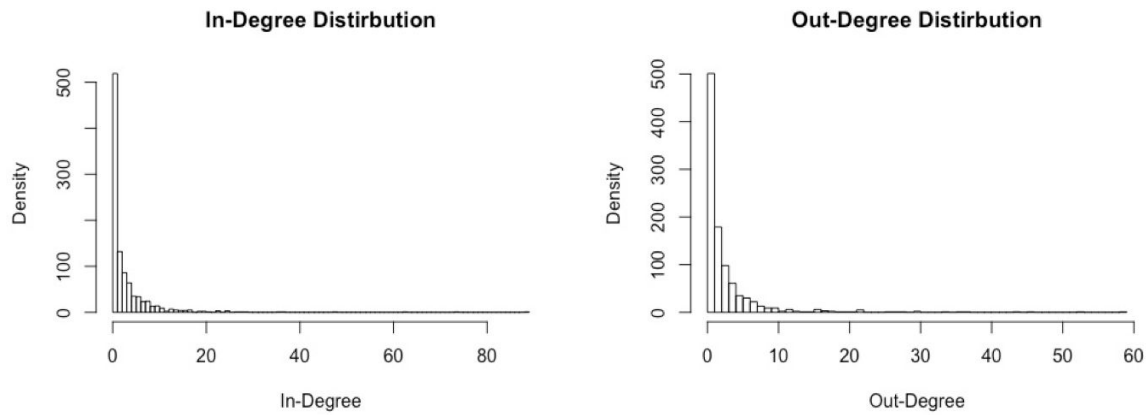 In-Degree Distirbution
Density
500
300
100
0
0 20 40 60 80
In-Degree
Out-Degree Distirbution
Density
500
400
300
200
100
0
0 10 20 30 40 50 60
Out-Degree